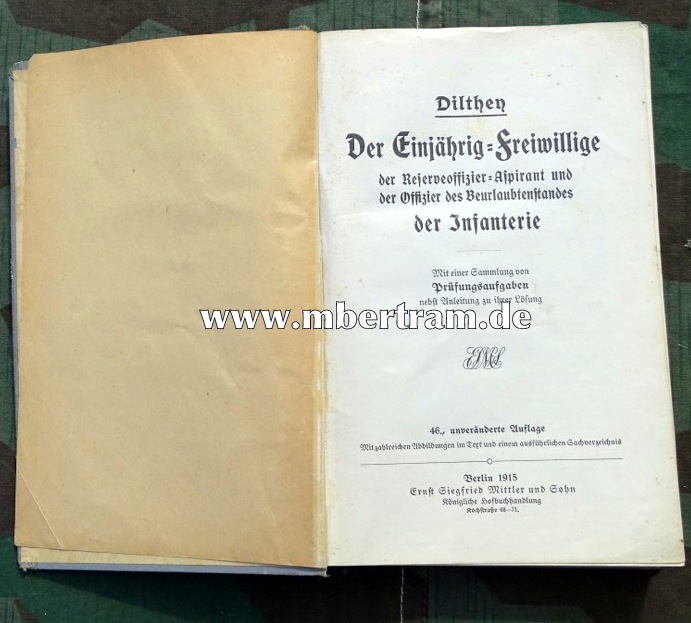 Dilthey
Der Einjährig-Freiwillige
der Reserveoffizier-Aspirant und
der Offizier des Beurlaubtenstandes
der Infanterie
Mit einer Sammlung von
Prüfungsaufgaben
nebst Anleitung zu ihrer Lösung
www.mbertram.de
46., unveränderte Auflage
Mit zahlreichen Abbildungen im Text und einem ausführlichen Sachverzeichnis
Berlin 1915
Ernst Siegfried Mittler und Sohn
Königliche Hofbuchhandlung
Kochstraße 68—71.